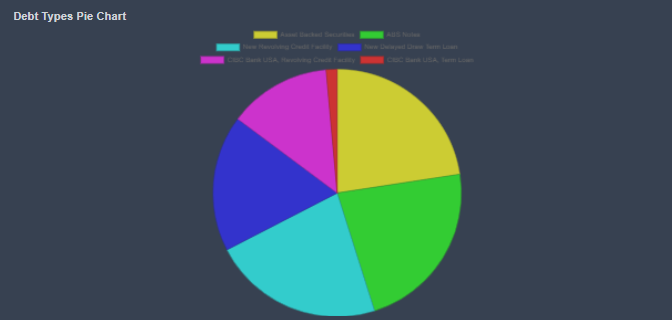 Debt Types Pie Chart
Asset Backed Securities ABS Notes
New Revolving Credit Facility New Delayed Draw Term Loan
CIBC Bank USA, Revolving Credit Facility CIBC Bank USA, Term Loan